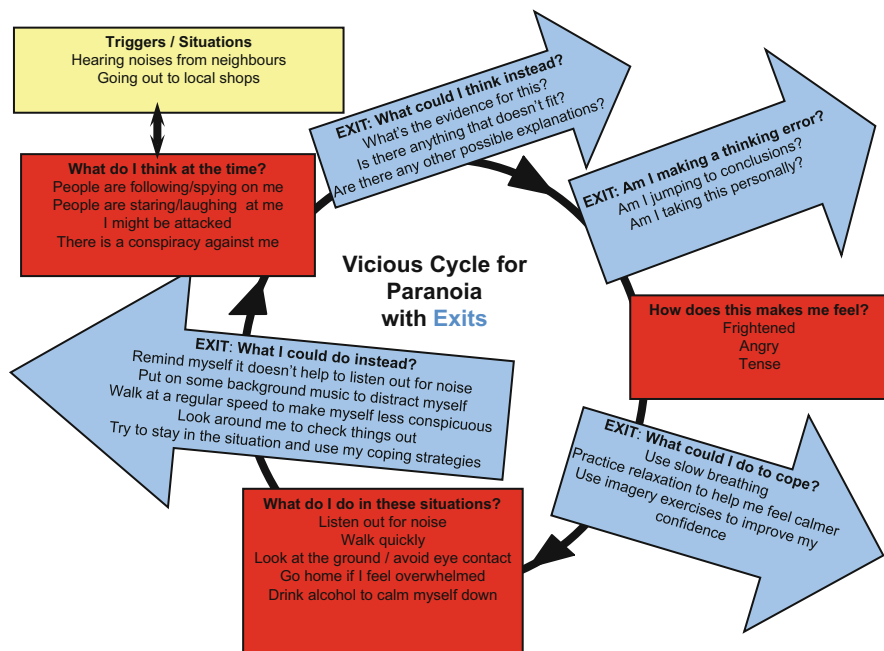 Triggers / Situations
Hearing noises from neighbours
Going out to local shops
What do I think at the time?
People are following/spying on me
People are staring/laughing at me
I might be attacked
There is a conspiracy against me
EXIT: What could I think instead?
What's the evidence for this?
Is there anything that doesn't fit?
Are there any other possible explanations?
EXIT: Am I making a thinking error?
Am I jumping to conclusions?
Am I taking this personally?
Vicious Cycle for
Paranoia
with Exits
How does this makes me feel?
Frightened
Angry
Tense
EXIT: What could I do to cope?
Use slow breathing
Practice relaxation to help me feel calmer
Use imagery exercises to improve my
confidence
What do I do in these situations?
Listen out for noise
Walk quickly
Look at the ground / avoid eye contact
Go home if I feel overwhelmed
Drink alcohol to calm myself down
EXIT: What I could do instead?
Remind myself it doesn't help to listen out for noise
Put on some background music to distract myself
Walk at a regular speed to make myself less conspicuous
Look around me to check things out
Try to stay in the situation and use my coping strategies